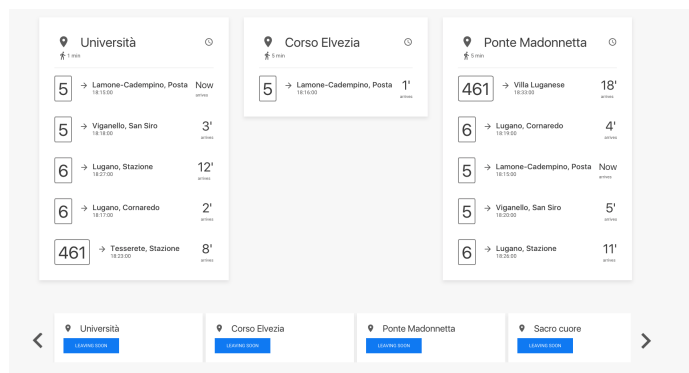 Università
1 min
5 → Lamone-Cadempino, Posta Now
18:15:00 arrives
5 → Viganello, San Siro 3'
18:18:00 arrives
6 → Lugano, Stazione 12'
18:27:00 arrives
6 → Lugano, Cornaredo 2'
18:17:00 arrives
461 → Tesserete, Stazione 8'
18:23:00 arrives
Corso Elvezia
5 min
5 → Lamone-Cadempino, Posta 1'
18:16:00 arrives
Ponte Madonnetta
5 min
461 → Villa Luganese 18'
18:33:00 arrives
6 → Lugano, Cornaredo 4'
18:19:00 arrives
5 → Lamone-Cadempino, Posta Now
18:15:00 arrives
5 → Viganello, San Siro 5'
18:20:00 arrives
6 → Lugano, Stazione 11'
18:26:00 arrives
Università
LEAVING SOON
Corso Elvezia
LEAVING SOON
Ponte Madonnetta
LEAVING SOON
Sacro cuore
LEAVING SOON